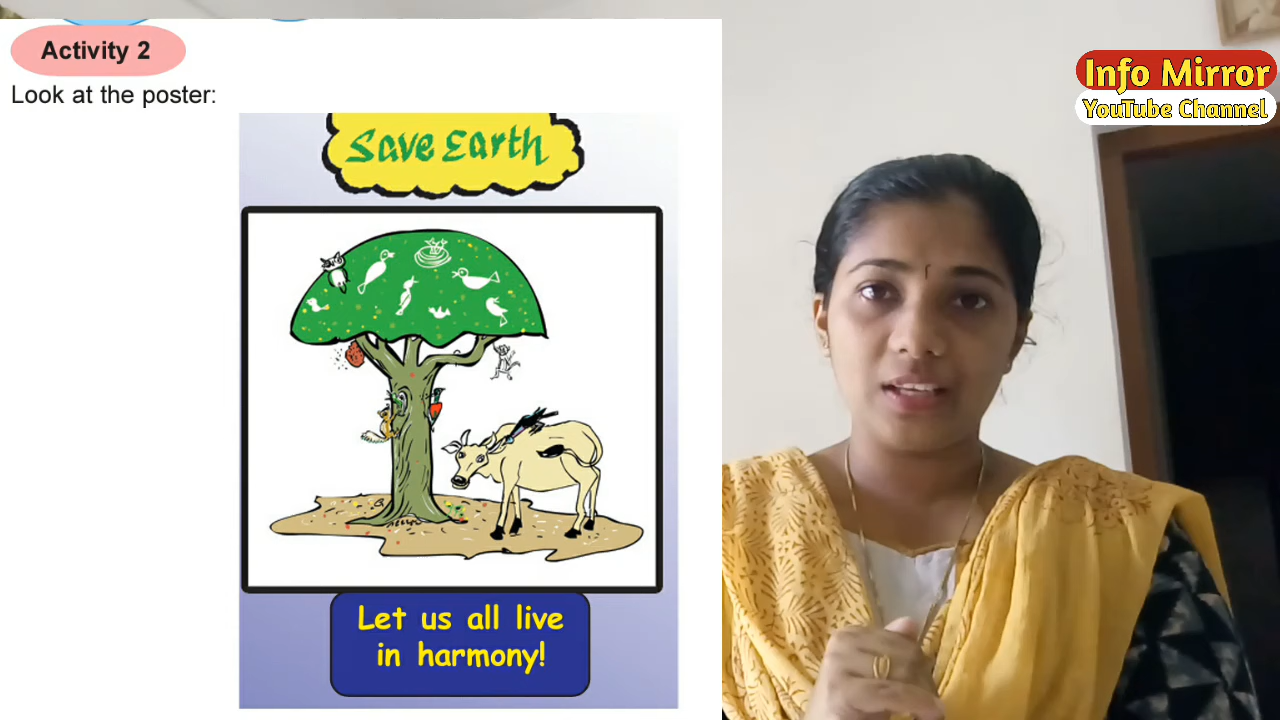 Activity 2
Look at the poster:
Save Earth
Let us all live
in harmony!
Info Mirror
YouTube Channel